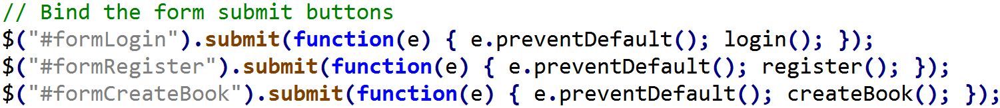 // Bind the form submit buttons
$("#formLogin").submit(function(e) { e.preventDefault(); login(); });
$("#formRegister").submit(function(e) { e.preventDefault(); register(); });
$("#formCreateBook").submit(function(e) { e.preventDefault(); createBook(); });